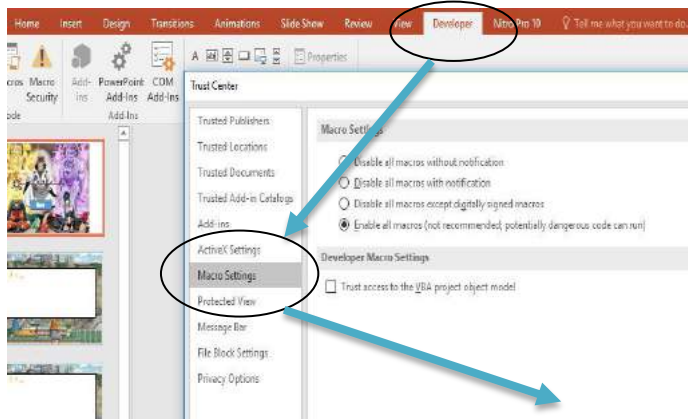 Home Insert Design Transitions Animations Slide Show Review View Developer Nitro Pro 10 Tell me what you want to do.
A Properties
Macro Add- PowerPoint COM
Security ins Add-Ins Add-Ins
Add-Ins
Trust Center
Trusted Publishers
Trusted Locations
Trusted Documents
Trusted Add-in Catalogs
Add-ins
ActiveX Settings
Macro Settings
Protected View
Message Bar
File Block Settings
Privacy Options
Macro Settings
Disable all macros without notification
Disable all macros with notification
Disable all macros except digitally signed macros
Enable all macros (not recommended; potentially dangerous code can run)
Developer Macro Settings
Trust access to the VBA project object model